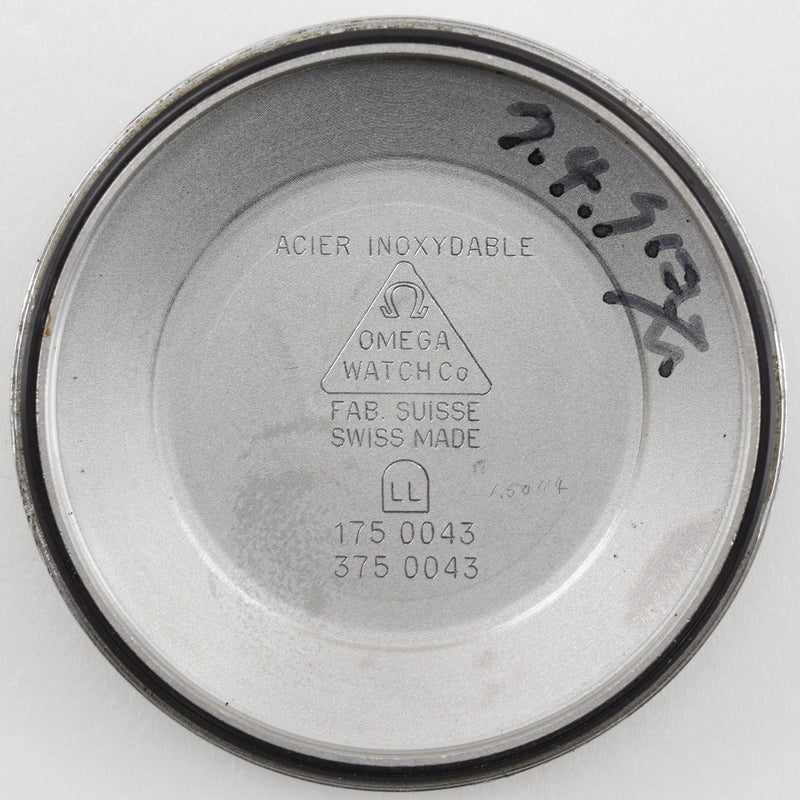 ACIER INOXYDABLE
Ω
OMEGA
WATCH Co
FAB. SUISSE
SWISS MADE
LL
175 0043
375 0043